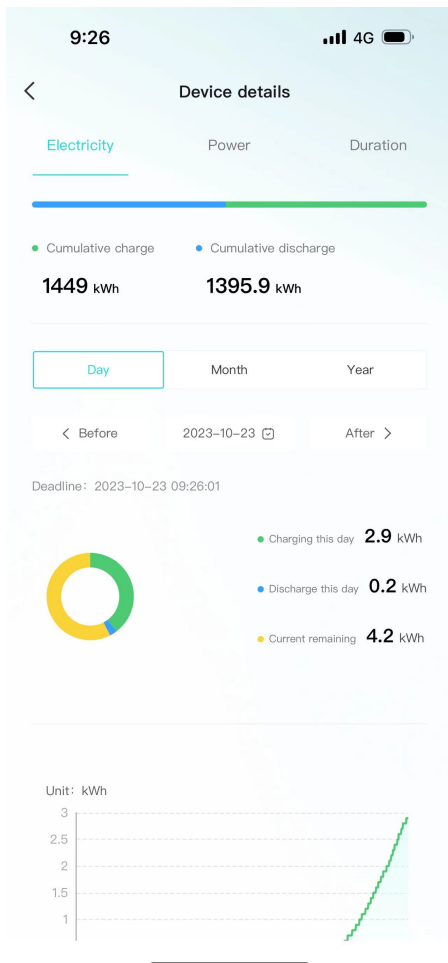 9:26 4G
Device details
Electricity Power Duration
Cumulative charge Cumulative discharge
1449 kWh 1395.9 kWh
Day Month Year
Before 2023-10-23 After
Deadline: 2023-10-23 09:26:01
Charging this day 2.9 kWh
Discharge this day 0.2 kWh
Current remaining 4.2 kWh
Unit: kWh
3
2.5
2
1.5
1